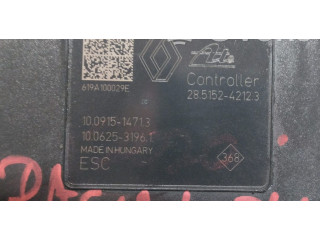 Ate
619A100029E
Controller
28.5152-4212.3
10.0915-1471.3
10.0625-3196.1
MADE IN HUNGARY
ESC
368